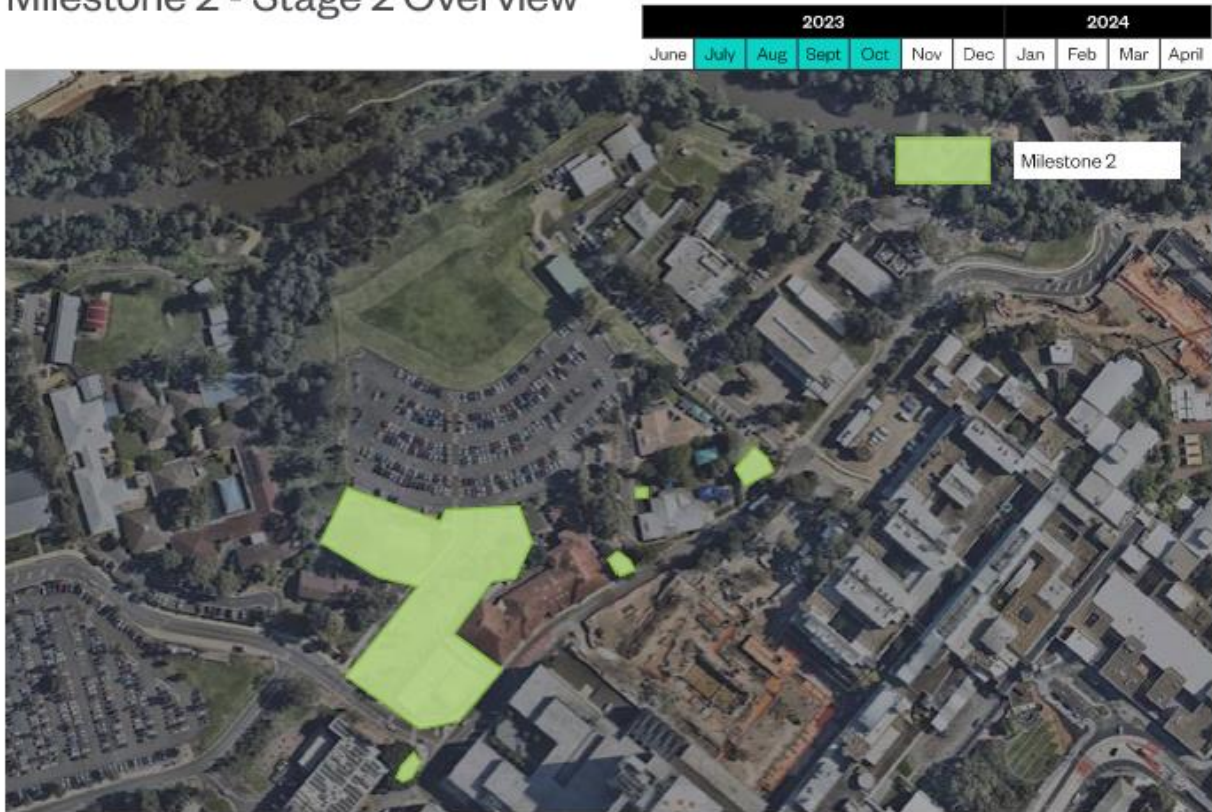 Milestone 2 - Stage 2 Overview
2023 2024
June July Aug Sept Oct Nov Dec Jan Feb Mar April
Milestone 2